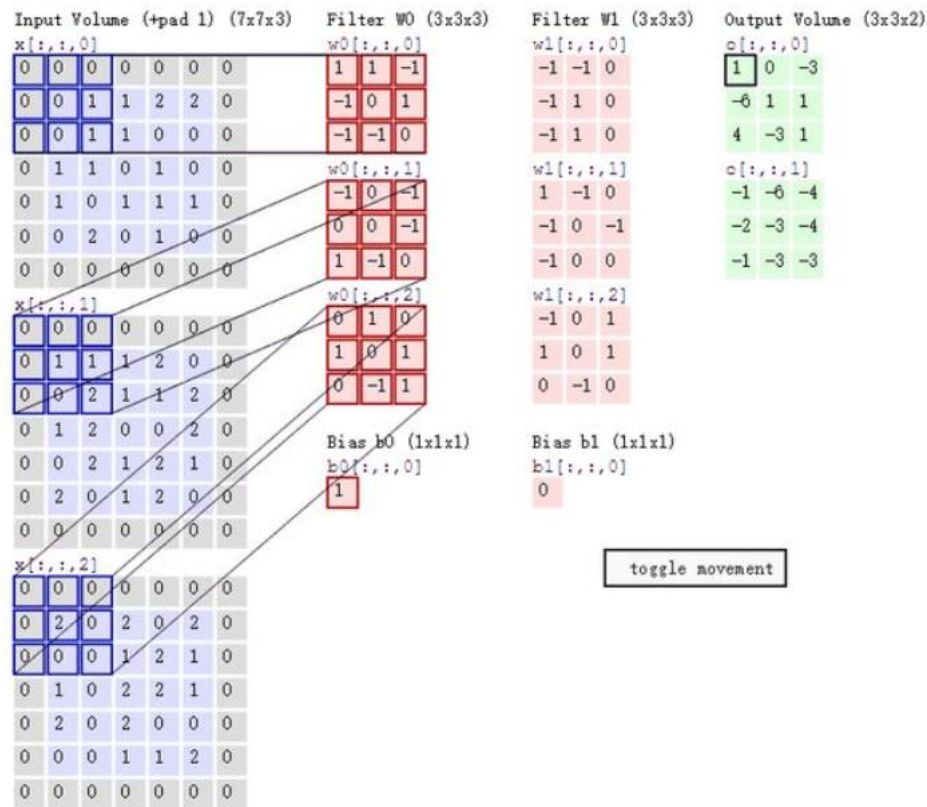 Input Volume (+pad 1) (7x7x3) Filter W0 (3x3x3) Filter W1 (3x3x3) Output Volume (3x3x2)
x[:,:,0] w0[:,:,0] w1[:,:,0] o[:,:,0]
0 0 0 0 0 0 0 1 1 -1 -1 -1 0 1 0 -3
0 0 1 1 2 2 0 -1 0 1 -1 1 0 -6 1 1
0 0 1 1 0 0 0 -1 -1 0 -1 1 0 4 -3 1
0 1 1 0 1 0 0 w0[:,:,1] w1[:,:,1] o[:,:,1]
0 1 0 1 1 1 0 -1 0 -1 1 -1 0 -1 -6 -4
0 0 2 0 1 0 0 0 0 -1 -1 0 -1 -2 -3 -4
0 0 0 0 0 0 0 1 -1 0 -1 0 0 -1 -3 -3
x[:,:,1] w0[:,:,2] w1[:,:,2]
0 0 0 0 0 0 0 0 1 0 -1 0 1
0 1 1 1 2 0 0 1 0 1 1 0 1
0 0 2 1 1 2 0 0 -1 1 0 -1 0
0 1 2 0 0 2 0 Bias b0 (1x1x1) Bias b1 (1x1x1)
0 0 2 1 2 1 0 b0[:,:,0] b1[:,:,0]
0 2 0 1 2 0 0 1 0
0 0 0 0 0 0 0
x[:,:,2] toggle movement
0 0 0 0 0 0 0
0 2 0 2 0 2 0
0 0 0 1 2 1 0
0 1 0 2 2 1 0
0 2 0 2 0 0 0
0 0 0 1 1 2 0
0 0 0 0 0 0 0